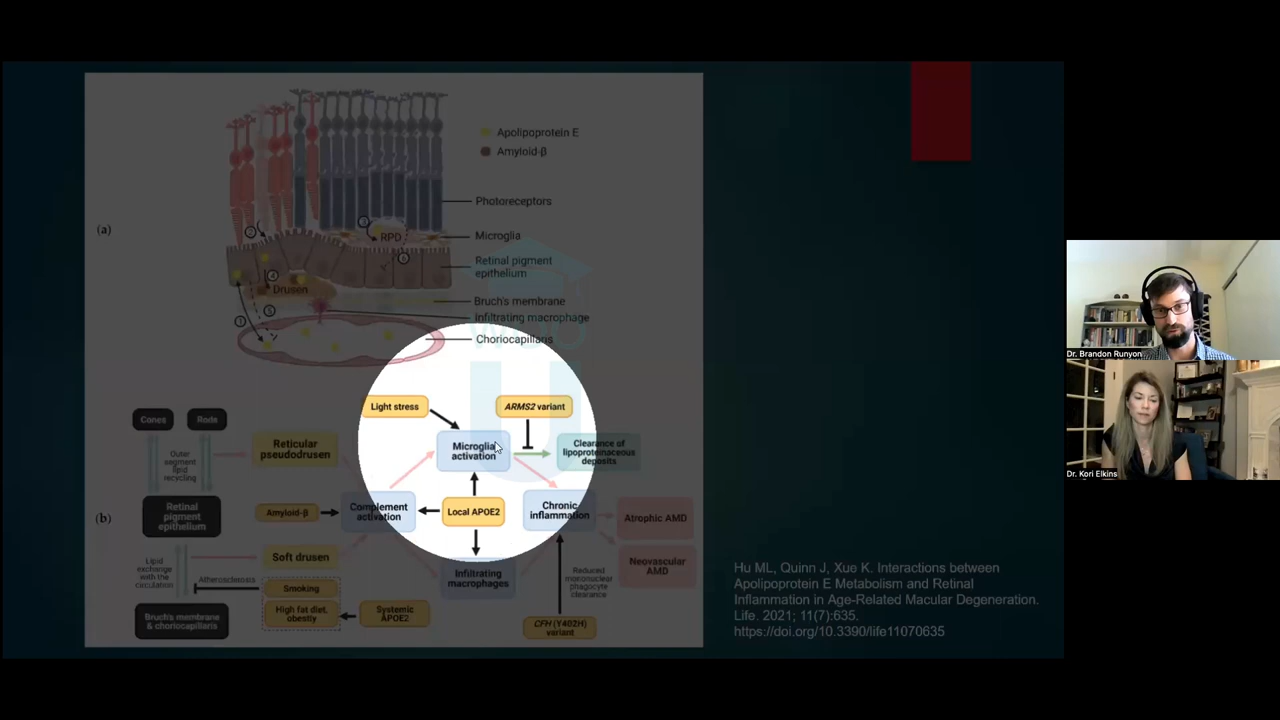 Apolipoprotein E
Amyloid-β
Photoreceptors
(a)
RPD
Microglia
Retinal pigment
epithelium
Drusen
Bruch's membrane
Infiltrating macrophage
Choriocapillaris
Light stress
ARMS2 variant
Cones
Rods
Reticular
pseudodrusen
Microglia
activation
Clearance of
lipoproteinaceous
deposits
Outer
segment
lipid
recycling
(b)
Retinal
pigment
epithelium
Amyloid-β
Complement
activation
Local APOE2
Chronic
inflammation
Atrophic AMD
Soft drusen
Neovascular
AMD
Lipid
exchange
with the
circulation
Atherosclerosis
Smoking
High fat diet,
obesity
Systemic
APOE2
Infiltrating
macrophages
Reduced
mononuclear
phagocyte
clearance
Bruch's membrane
& choriocapillaris
CFH (Y402H)
variant
Hu ML, Quinn J, Xue K. Interactions between
Apolipoprotein E Metabolism and Retinal
Inflammation in Age-Related Macular Degeneration.
Life. 2021; 11(7):635.
https://doi.org/10.3390/life11070635
Dr. Brandon Runyon
Dr. Kori Elkins